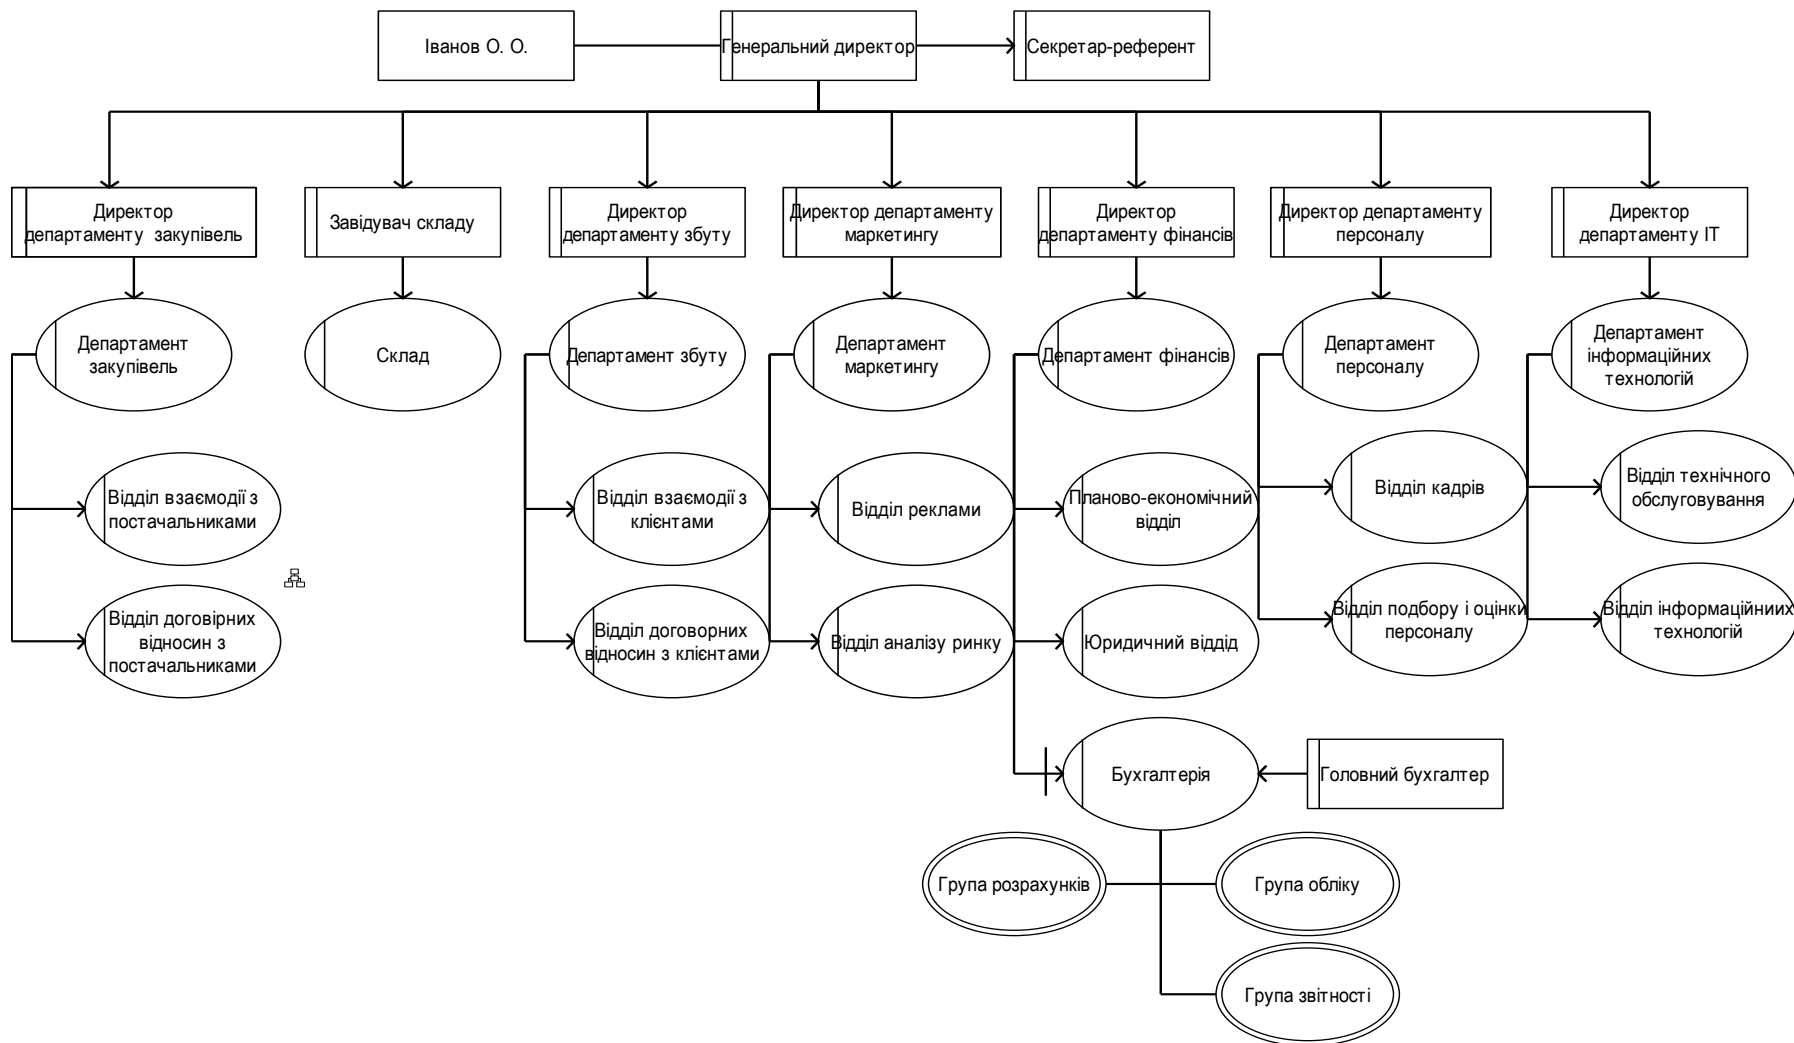 Іванов О. О.
Генеральний директор
Секретар-референт
Директор
департаменту закупівель
Завідувач складу
Директор
департаменту збуту
Директор департаменту
маркетингу
Директор
департаменту фінансів
Директор департаменту
персоналу
Директор
департаменту ІТ
Департамент
закупівель
Склад
Департамент збуту
Департамент
маркетингу
Департамент фінансів
Департамент
персоналу
Департамент
інформаційних
технологій
Відділ взаємодії з
постачальниками
Відділ взаємодії з
клієнтами
Відділ реклами
Планово-економічний
відділ
Відділ кадрів
Відділ технічного
обслуговування
Відділ договірних
відносин з
постачальниками
Відділ договорних
відносин з клієнтами
Відділ аналізу ринку
Юридичний віддід
Відділ подбору і оцінки
персоналу
Відділ інформаційниих
технологій
Бухгалтерія
Головний бухгалтер
Група розрахунків
Група обліку
Група звітності